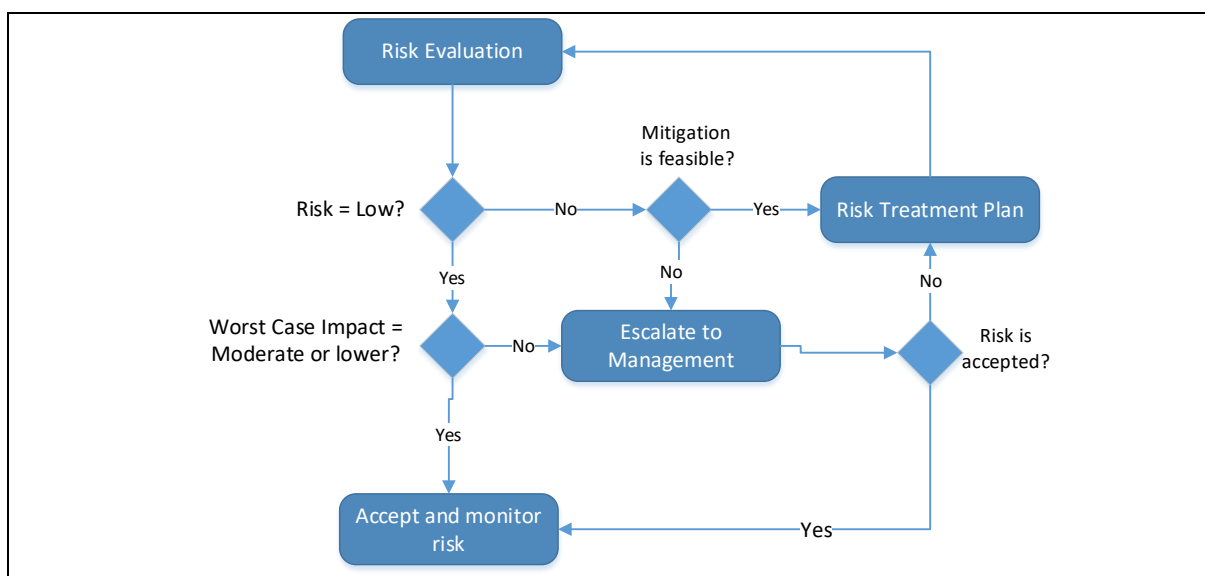 Risk Evaluation
Mitigation
is feasible?
Risk = Low?
No
Yes
Risk Treatment Plan
Yes
No
No
Worst Case Impact =
Moderate or lower?
No
Escalate to
Management
Risk is
accepted?
Yes
Accept and monitor
risk
Yes